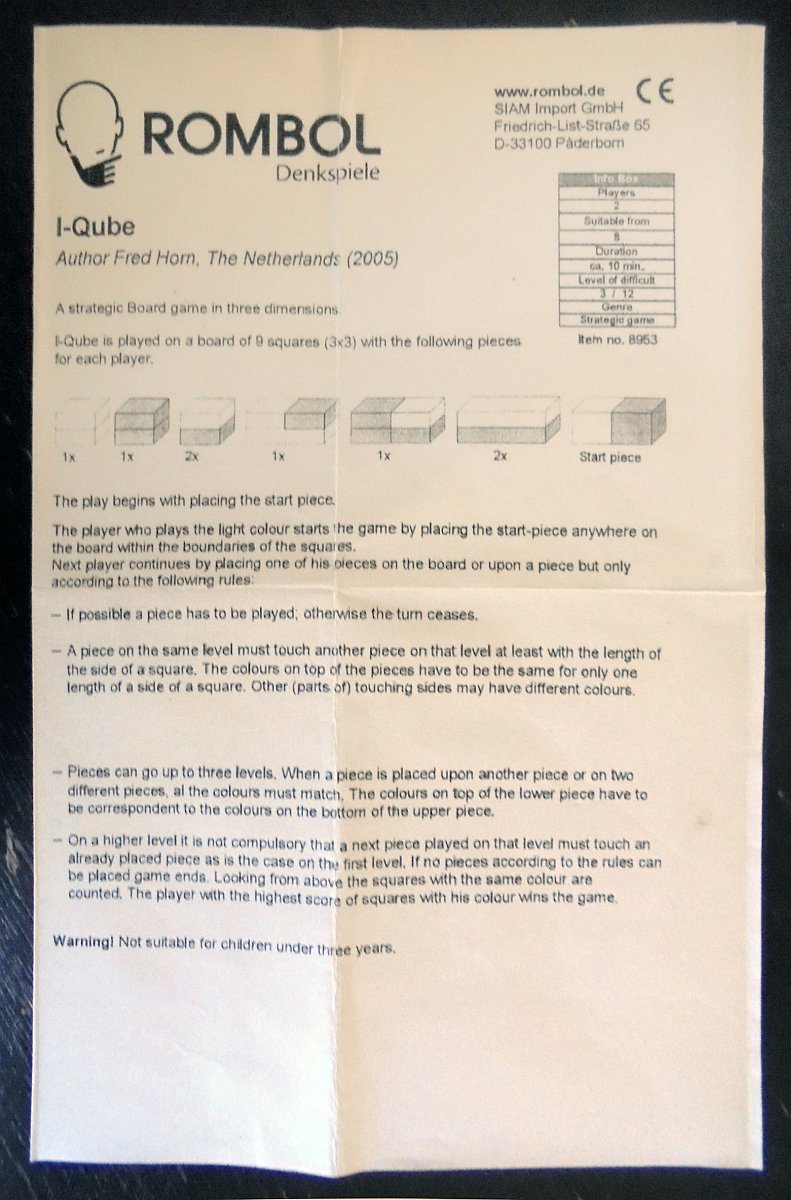 ROMBOL
Denkspiele
www.rombol.de CE
SIAM Import GmbH
Friedrich-List-Straße 65
D-33100 Paderborn
Info Box
Players
2
Suitable from
8
Duration
ca. 10 min.
Level of difficult
3 / 12
Genre
Strategic game
Item no. 8953
I-Qube
Author Fred Horn, The Netherlands (2005)
A strategic Board game in three dimensions.
I-Qube is played on a board of 9 squares (3x3) with the following pieces
for each player.
1x 1x 2x 1x 1x 2x Start piece
The play begins with placing the start piece.
The player who plays the light colour starts the game by placing the start-piece anywhere on
the board within the boundaries of the squares.
Next player continues by placing one of his pieces on the board or upon a piece but only
according to the following rules:
– If possible a piece has to be played; otherwise the turn ceases.
– A piece on the same level must touch another piece on that level at least with the length of
the side of a square. The colours on top of the pieces have to be the same for only one
length of a side of a square. Other (parts of) touching sides may have different colours.
– Pieces can go up to three levels. When a piece is placed upon another piece or on two
different pieces, al the colours must match. The colours on top of the lower piece have to
be correspondent to the colours on the bottom of the upper piece.
– On a higher level it is not compulsory that a next piece played on that level must touch an
already placed piece as is the case on the first level. If no pieces according to the rules can
be placed game ends. Looking from above the squares with the same colour are
counted. The player with the highest score of squares with his colour wins the game.
Warning! Not suitable for children under three years.